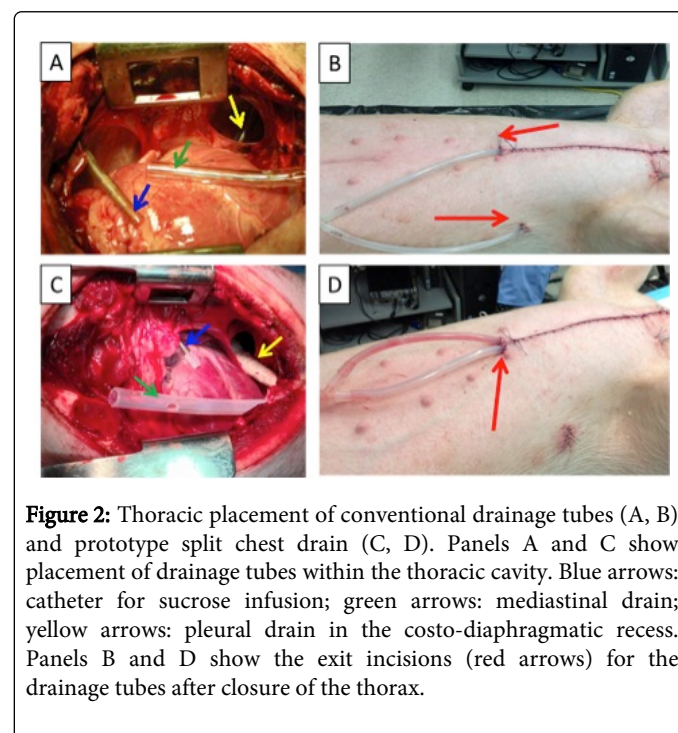 A
B
C
D
Figure 2: Thoracic placement of conventional drainage tubes (A, B)
and prototype split chest drain (C, D). Panels A and C show
placement of drainage tubes within the thoracic cavity. Blue arrows:
catheter for sucrose infusion; green arrows: mediastinal drain;
yellow arrows: pleural drain in the costo-diaphragmatic recess.
Panels B and D show the exit incisions (red arrows) for the
drainage tubes after closure of the thorax.